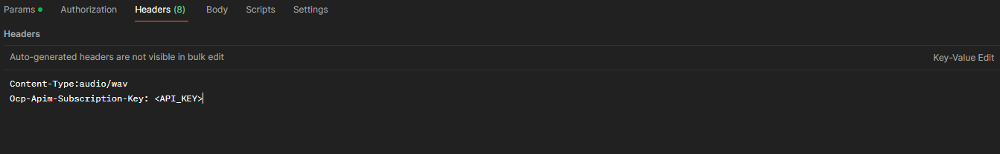 Params Authorization Headers (8) Body Scripts Settings
Headers
Auto-generated headers are not visible in bulk edit Key-Value Edit
Content-Type:audio/wav
Ocp-Apim-Subscription-Key: <API_KEY>